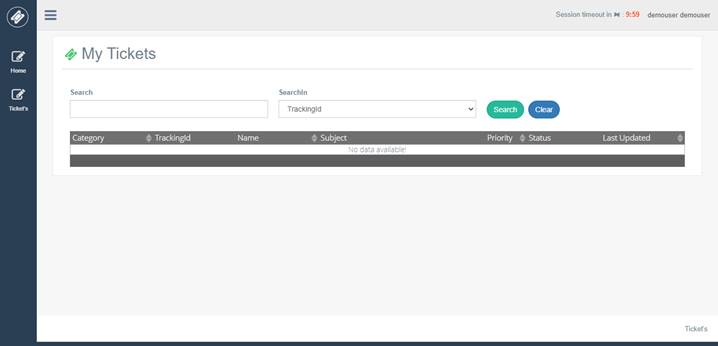 Session timeout in : 9:59 demouser demouser
My Tickets
Home
Ticket's
Search SearchIn
TrackingId Search Clear
Category TrackingId Name Subject Priority Status Last Updated
No data available!
Ticket's